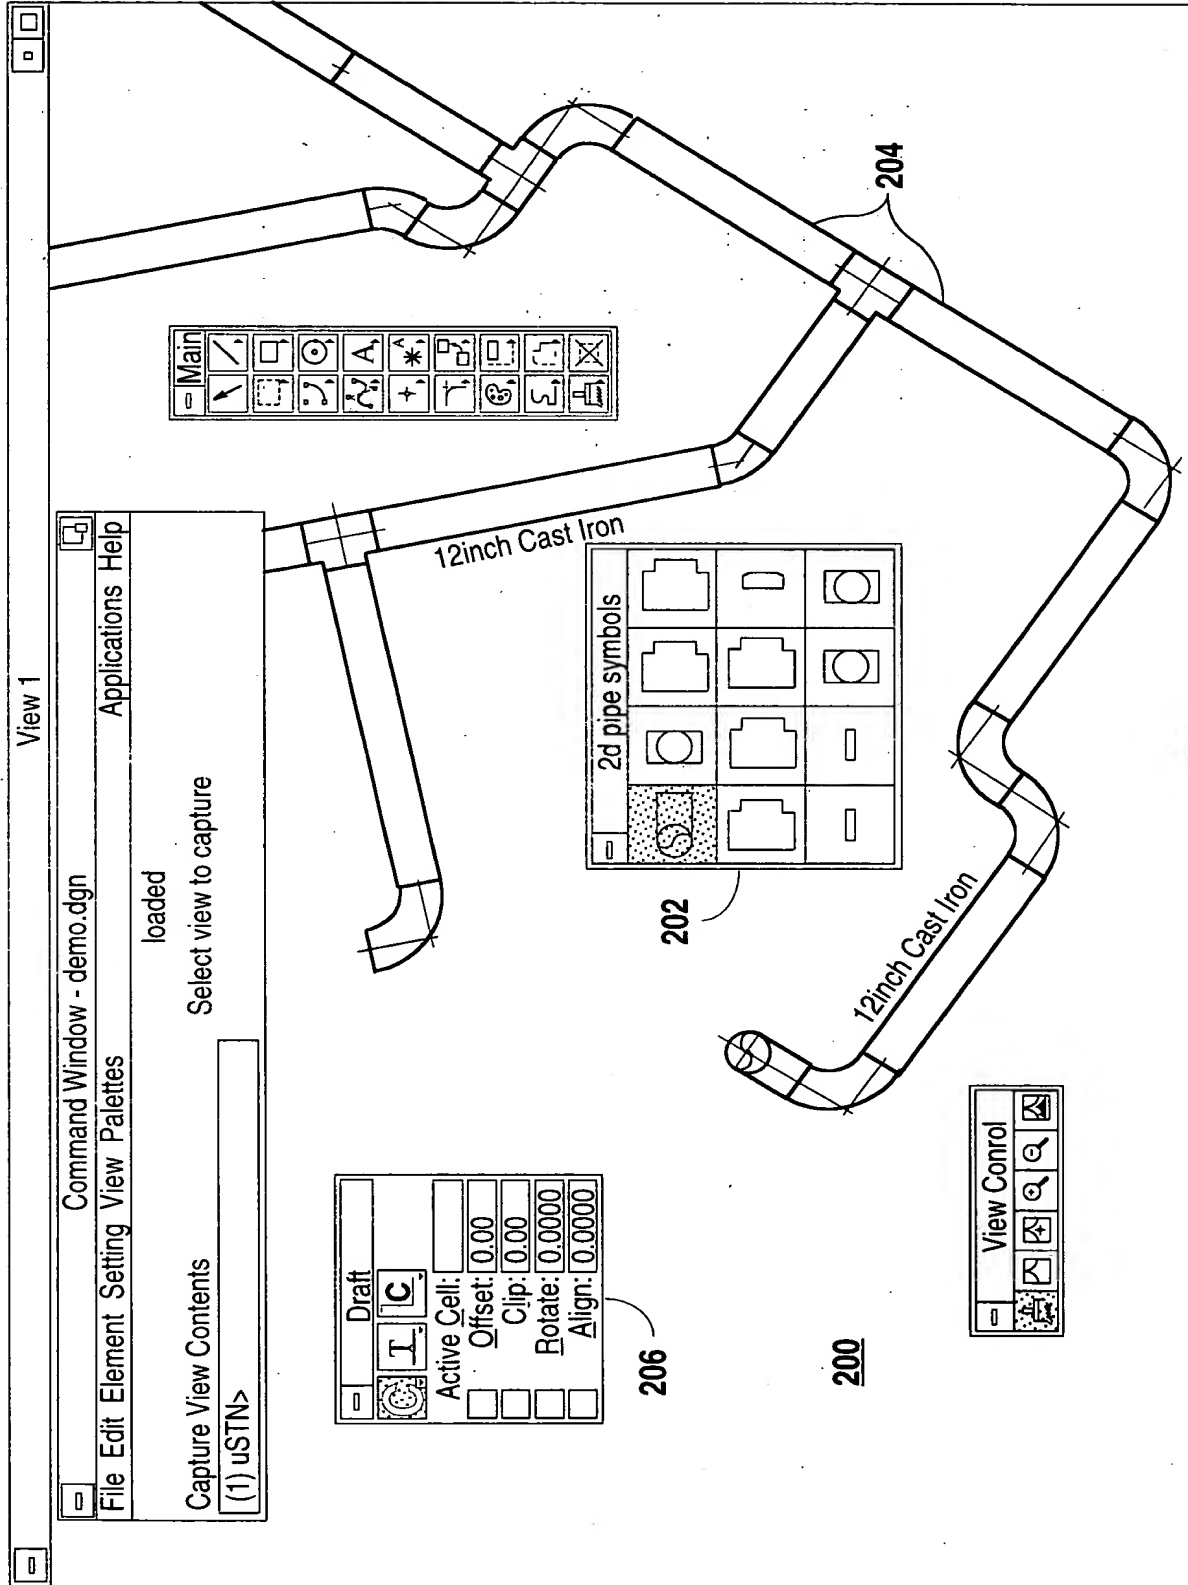 View 1
Command Window - demo.dgn
File Edit Element Setting View Palettes Applications Help
loaded
Select view to capture
Capture View Contents
(1) uSTN>
Main
A
A
12inch Cast Iron
Draft
T
C
Active Cell:
Offset: 0.00
Clip: 0.00
Rotate: 0.0000
Align: 0.0000
206
2d pipe symbols
202
204
12inch Cast Iron
200
View Conrol